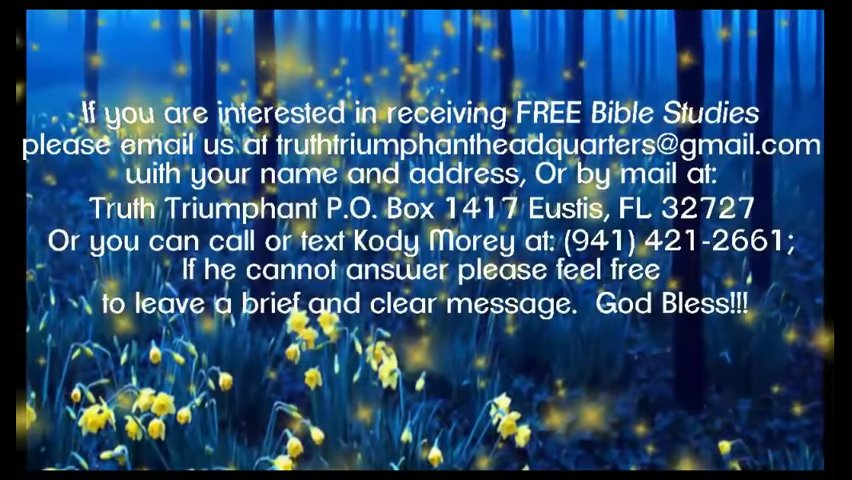 If you are interested in receiving FREE Bible Studies
please email us at truthtriumphantheadquarters@gmail.com
with your name and address, Or by mail at:
Truth Triumphant P.O. Box 1417 Eustis, FL 32727
Or you can call or text Kody Morey at: (941) 421-2661;
If he cannot answer please feel free
to leave a brief and clear message.  God Bless!!!